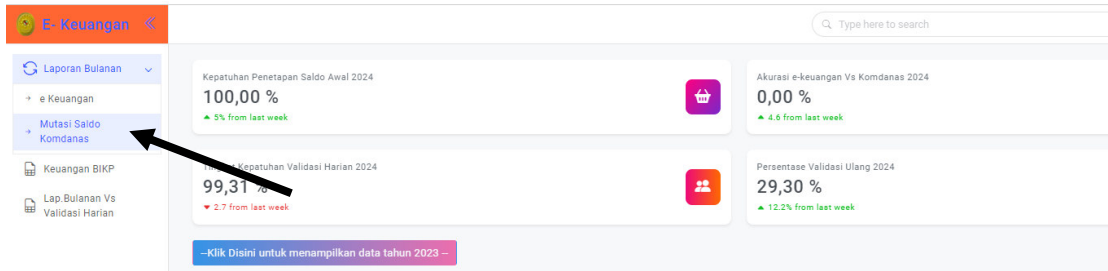 E- Keuangan
Type here to search
Laporan Bulanan
e Keuangan
Mutasi Saldo
Komdanas
Keuangan BIKP
Lap.Bulanan Vs
Validasi Harian
Kepatuhan Penetapan Saldo Awal 2024
100,00 %
5% from last week
Akurasi e-keuangan Vs Komdanas 2024
0,00 %
4.6 from last week
Kepatuhan Validasi Harian 2024
99,31 %
2.7 from last week
Persentase Validasi Ulang 2024
29,30 %
12.2% from last week
--Klik Disini untuk menampilkan data tahun 2023 --